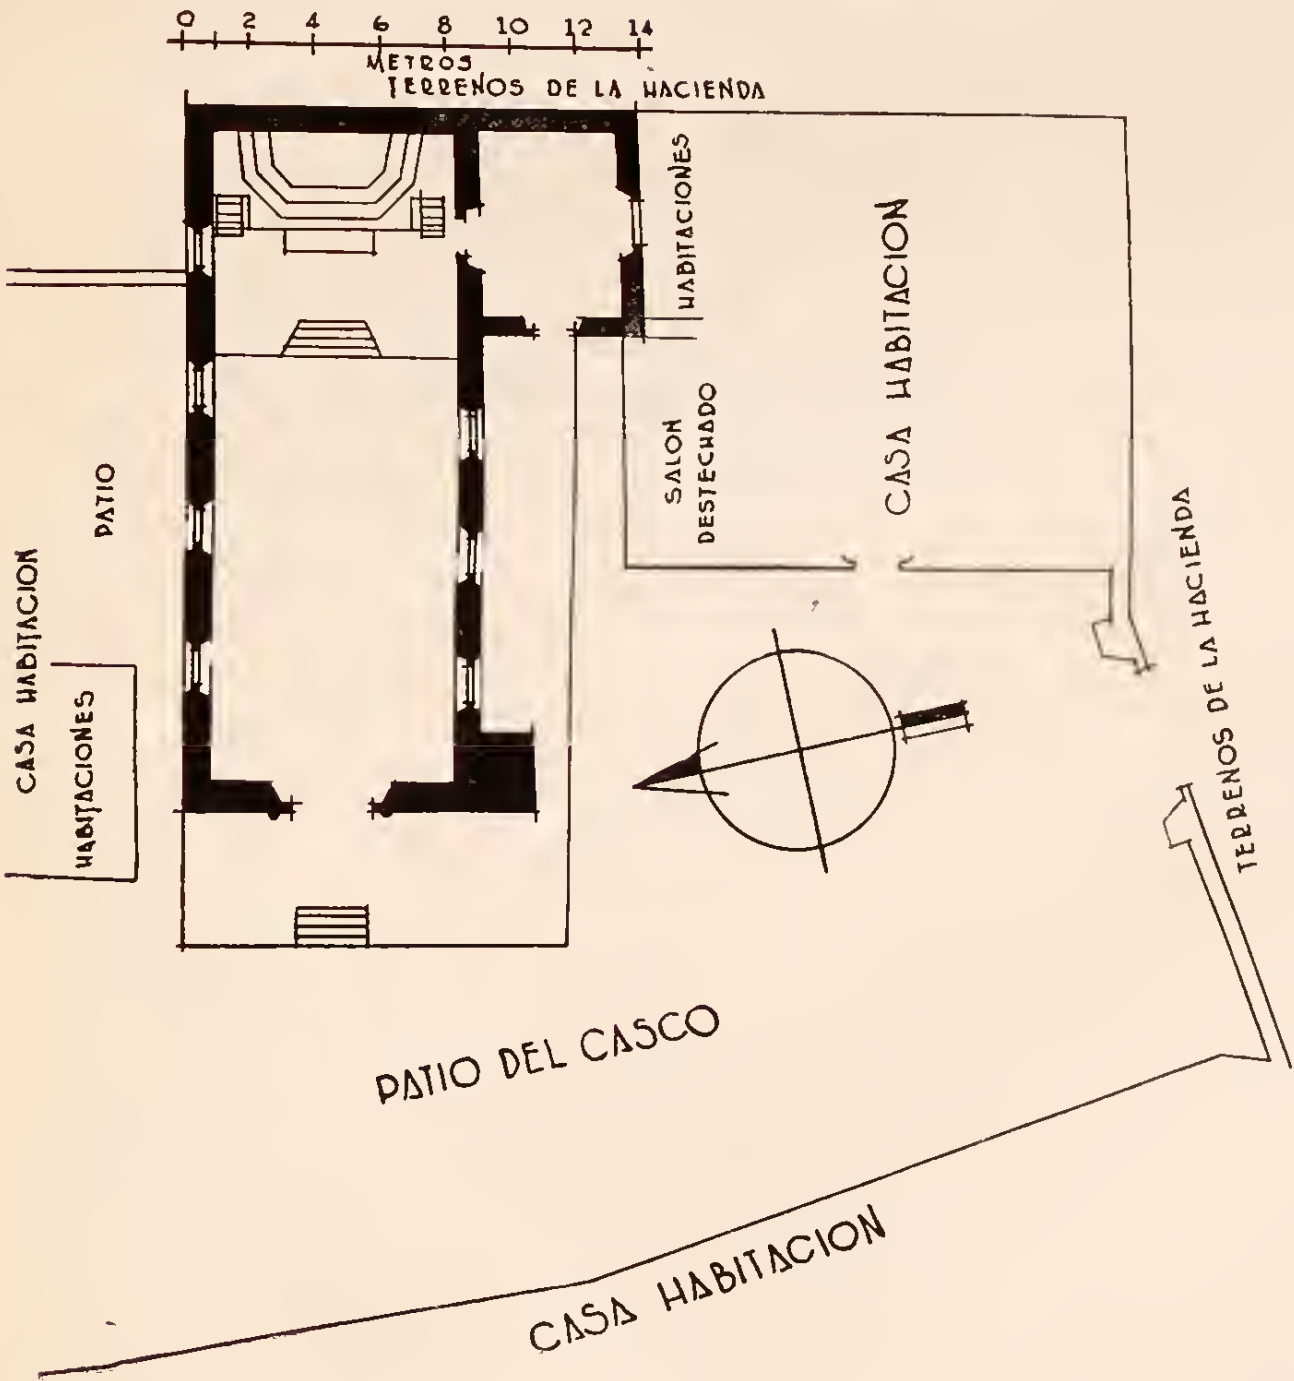 0 2 4 6 8 10 12 14
METROS
TERRENOS DE LA HACIENDA
HABITACIONES
CASA HABITACION
SALON
DESTECHADO
PATIO
CASA HABITACION
HABITACIONES
TERRENOS DE LA HACIENDA
PATIO DEL CASCO
CASA HABITACION